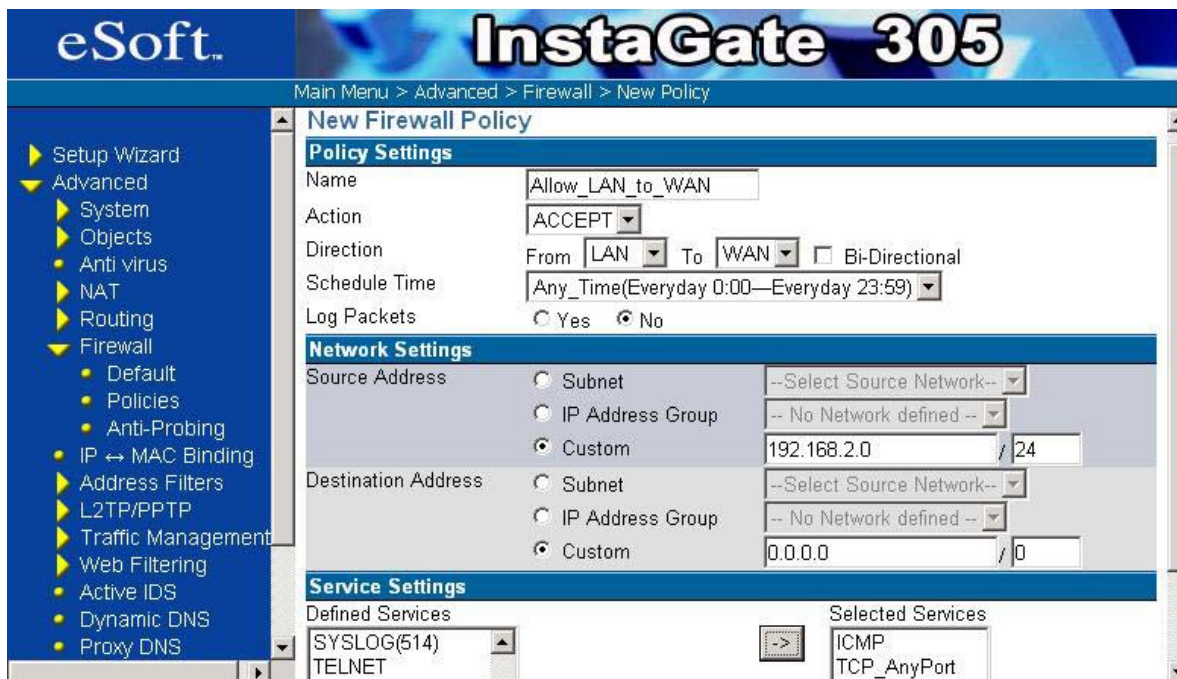 eSoft™
InstaGate 305
Main Menu > Advanced > Firewall > New Policy
Setup Wizard
Advanced
System
Objects
Anti virus
NAT
Routing
Firewall
Default
Policies
Anti-Probing
IP ↔ MAC Binding
Address Filters
L2TP/PPTP
Traffic Management
Web Filtering
Active IDS
Dynamic DNS
Proxy DNS
New Firewall Policy
Policy Settings
Name Allow_LAN_to_WAN
Action ACCEPT
Direction From LAN To WAN Bi-Directional
Schedule Time Any_Time(Everyday 0:00—Everyday 23:59)
Log Packets Yes No
Network Settings
Source Address Subnet --Select Source Network--
IP Address Group -- No Network defined --
Custom 192.168.2.0 / 24
Destination Address Subnet --Select Source Network--
IP Address Group -- No Network defined --
Custom 0.0.0.0 / 0
Service Settings
Defined Services Selected Services
SYSLOG(514) -> ICMP
TELNET TCP_AnyPort